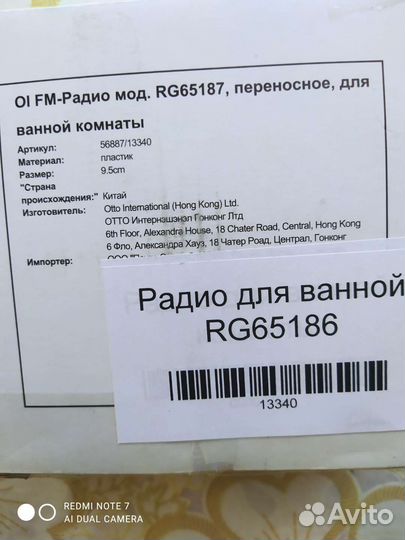 OI FM-Радио мод. RG65187, переносное, для
ванной комнаты
Артикул: 56887/13340
Материал: пластик
Размер: 9.5cm
"Страна
происхождения:" Китай
Изготовитель: Otto International (Hong Kong) Ltd.
ОТТО Интернэшэнал Гонконг Лтд
6th Floor, Alexandra House, 18 Chater Road, Central, Hong Kong
6 Фло, Александра Хауз, 18 Чатер Роад, Централ, Гонконг
Импортер:
Радио для ванной
RG65186
13340
REDMI NOTE 7
AI DUAL CAMERA
Avito